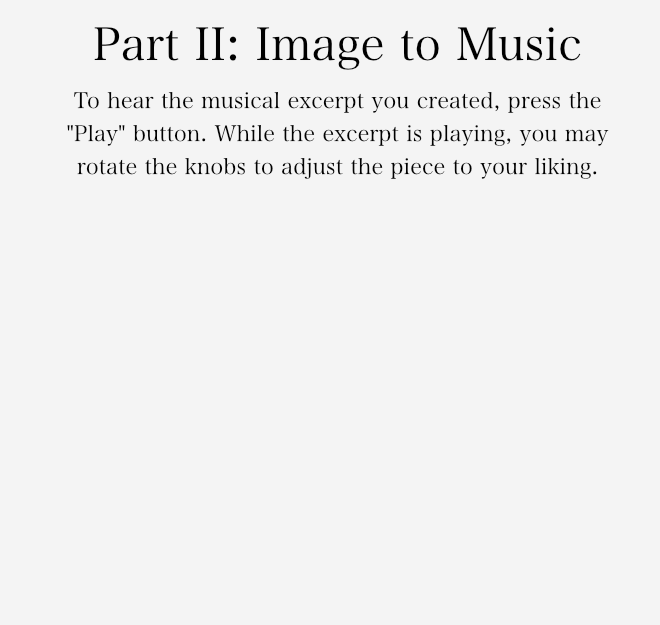 Part II: Image to Music
To hear the musical excerpt you created, press the
"Play" button. While the excerpt is playing, you may
rotate the knobs to adjust the piece to your liking.